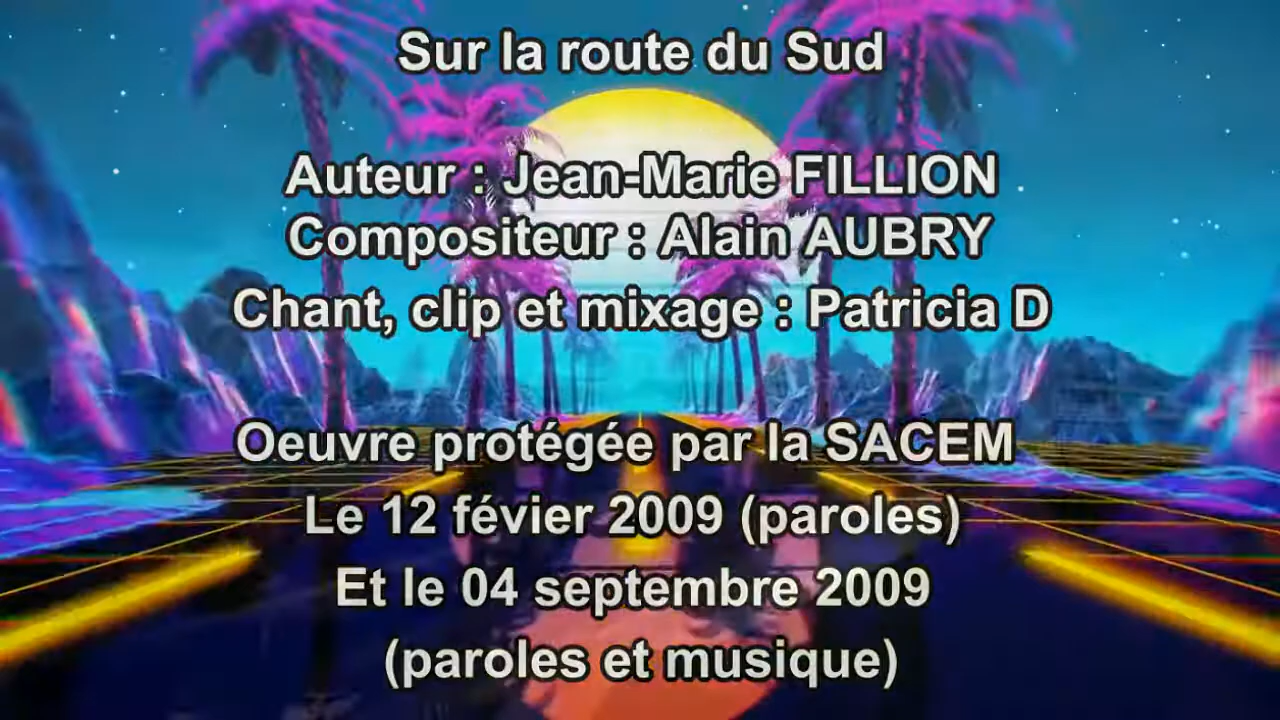 Sur la route du Sud
Auteur : Jean-Marie FILLION
Compositeur : Alain AUBRY
Chant, clip et mixage : Patricia D
Oeuvre protégée par la SACEM
Le 12 févier 2009 (paroles)
Et le 04 septembre 2009
(paroles et musique)